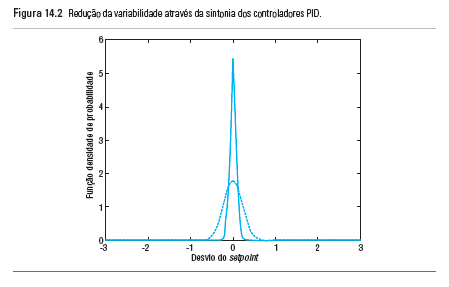 Figura 14.2 Redução da variabilidade através da sintonia dos controladores PID.
6
5
4
3
2
1
0
Função densidade de probabilidade
-3 -2 -1 0 1 2 3
Desvio do setpoint